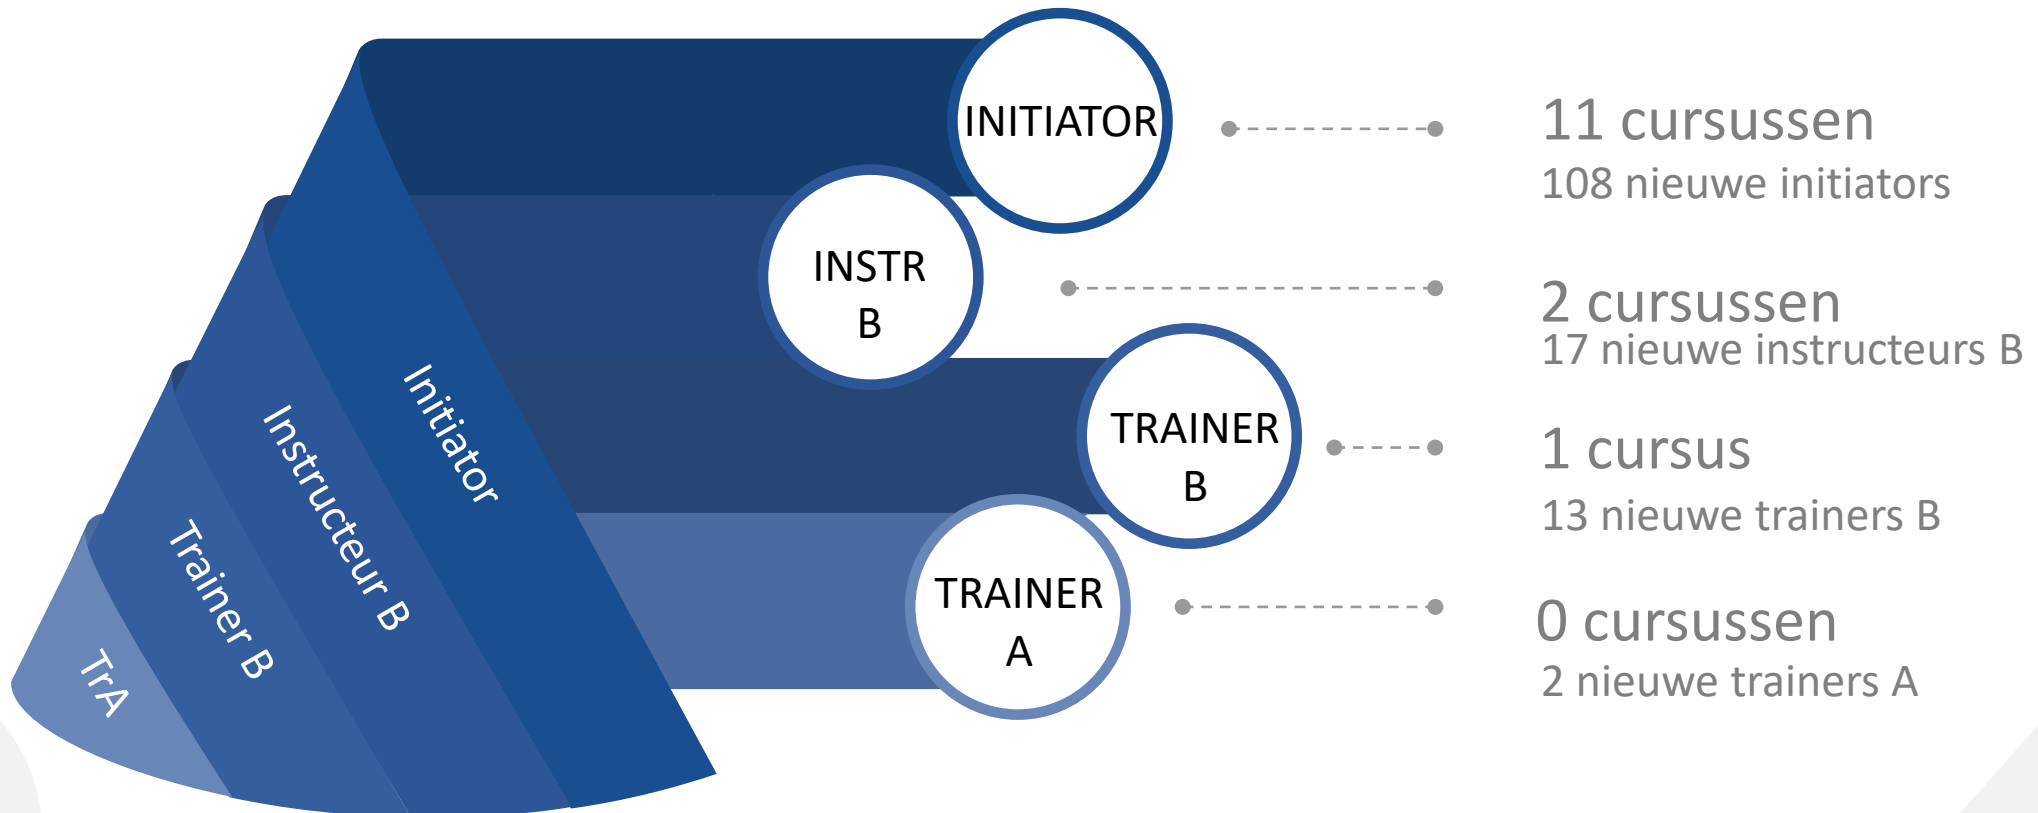 INITIATOR
11 cursussen
108 nieuwe initiators
INSTR
B
2 cursussen
17 nieuwe instructeurs B
TRAINER
B
1 cursus
13 nieuwe trainers B
TRAINER
A
0 cursussen
2 nieuwe trainers A
Initiator
Instructeur B
Trainer B
TrA